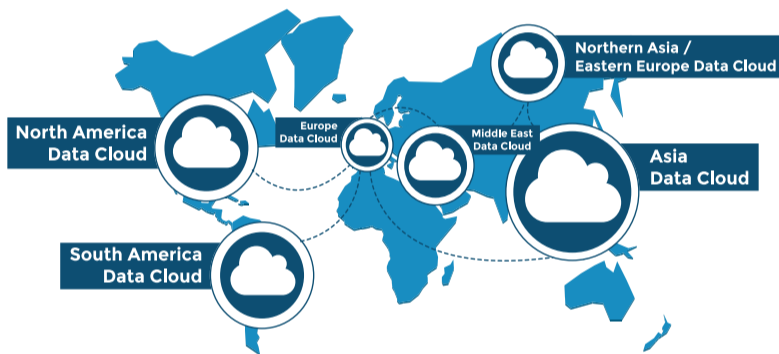 Northern Asia /
Eastern Europe Data Cloud
North America
Data Cloud
Europe
Data Cloud
Middle East
Data Cloud
Asia
Data Cloud
South America
Data Cloud